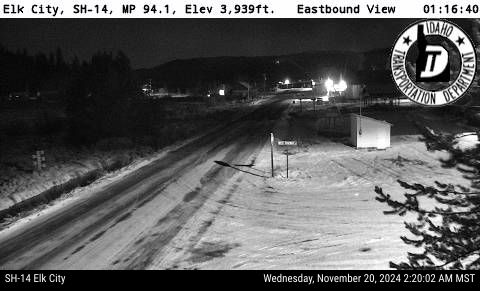 Elk City, SH-14, MP 94.1, Elev 3,939ft. Eastbound View 01:16:40
IDAHO
TRANSPORTATION DEPARTMENT
SH-14 Elk City Wednesday, November 20, 2024 2:20:02 AM MST